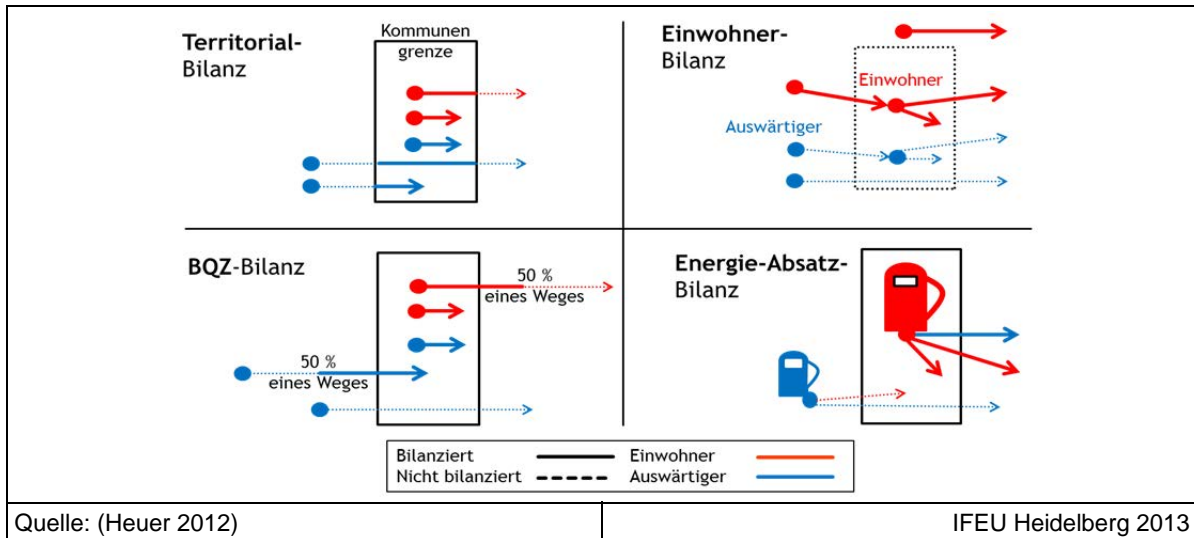 Territorial-
Bilanz
Kommunen
grenze
Einwohner-
Bilanz
Einwohner
Auswärtiger
BQZ-Bilanz
50 %
eines Weges
50 %
eines Weges
Energie-Absatz-
Bilanz
Bilanziert Einwohner
Nicht bilanziert Auswärtiger
Quelle: (Heuer 2012) IFEU Heidelberg 2013